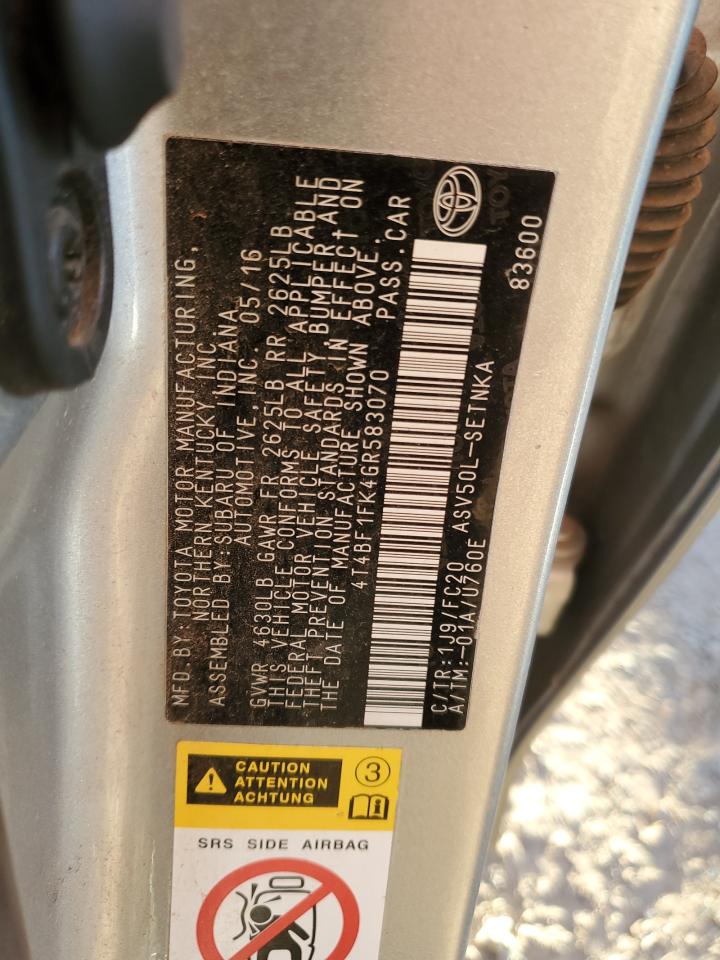 MFD.BY:TOYOTA MOTOR MANUFACTURING,
NORTHERN KENTUCKY INC.
ASSEMBLED BY:SUBARU OF INDIANA
AUTOMOTIVE,INC. 05/16
GVWR 4630LB GAWR FR 2625LB RR 2625LB
THIS VEHICLE CONFORMS TO ALL APPLICABLE
FEDERAL MOTOR VEHICLE SAFETY, BUMPER,AND
THEFT PREVENTION STANDARDS IN EFFECT ON
THE DATE OF MANUFACTURE SHOWN ABOVE.
4T4BF1FK4GR583070 PASS.CAR
C/TR:1J9/FC20
A/TM:-01A/U760E ASV50L-SETNKA
83600
CAUTION
ATTENTION
ACHTUNG
3
SRS SIDE AIRBAG